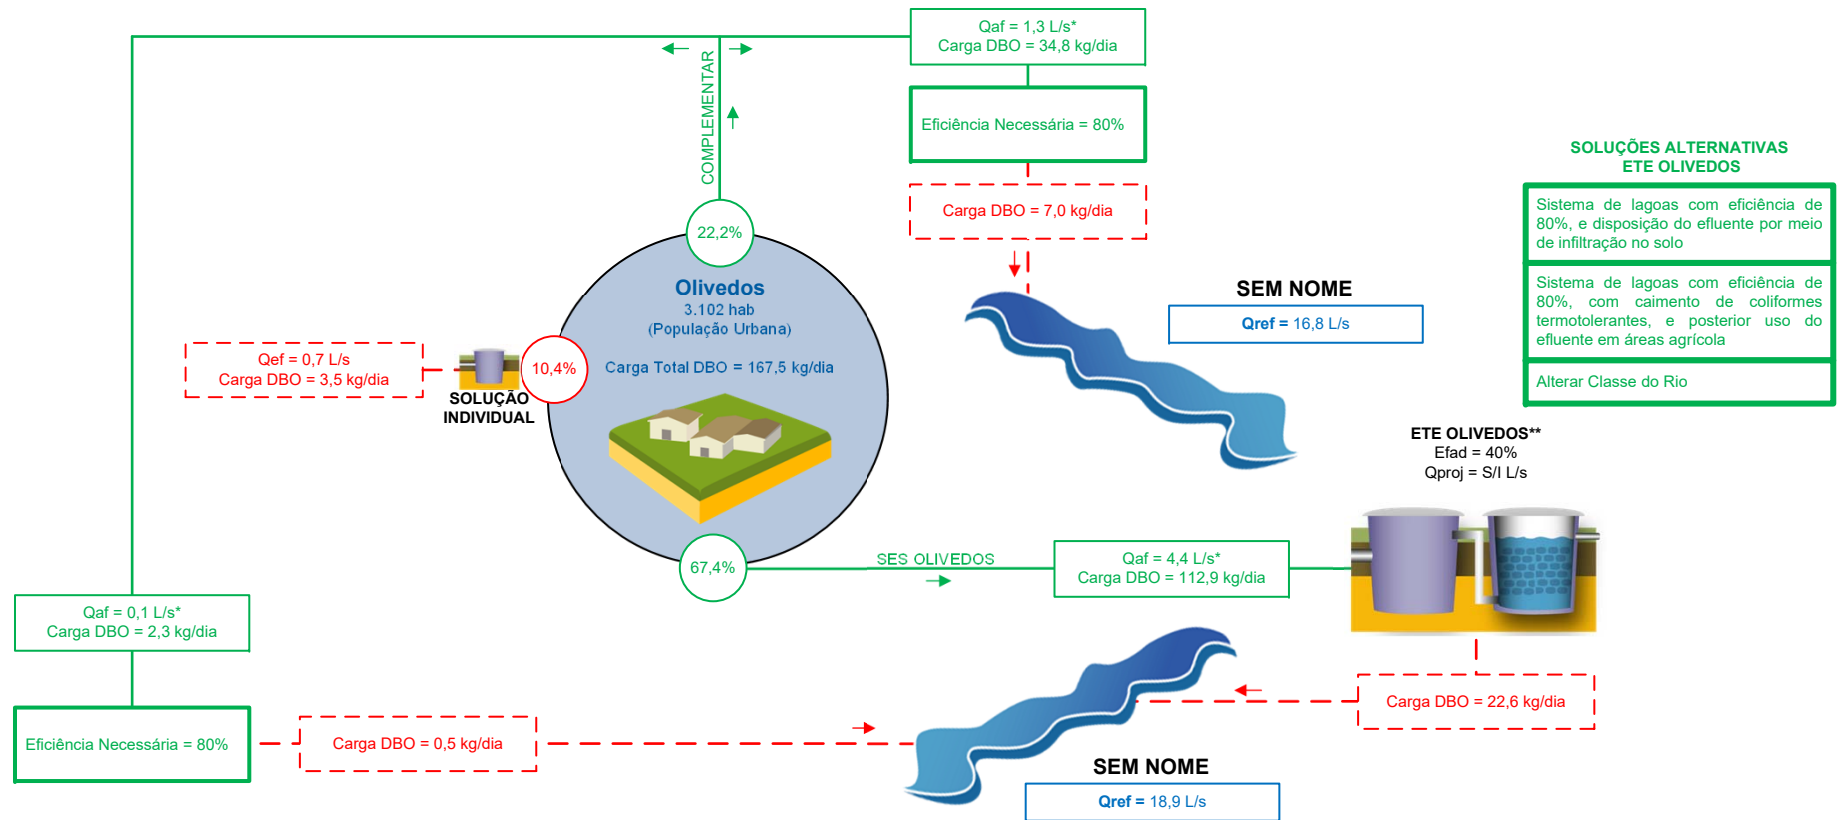 Qaf = 1,3 L/s*
Carga DBO = 34,8 kg/dia
COMPLEMENTAR
Eficiência Necessária = 80%
Carga DBO = 7,0 kg/dia
SOLUÇÕES ALTERNATIVAS
ETE OLIVEDOS
Sistema de lagoas com eficiência de
80%, e disposição do efluente por meio
de infiltração no solo
Sistema de lagoas com eficiência de
80%, com caimento de coliformes
termotolerantes, e posterior uso do
efluente em áreas agrícola
Alterar Classe do Rio
22,2%
Olivedos
3.102 hab
(População Urbana)
Carga Total DBO = 167,5 kg/dia
SEM NOME
Qref = 16,8 L/s
Qef = 0,7 L/s
Carga DBO = 3,5 kg/dia
10,4%
SOLUÇÃO
INDIVIDUAL
ETE OLIVEDOS**
Efad = 40%
Qproj = S/I L/s
67,4%
SES OLIVEDOS
Qaf = 4,4 L/s*
Carga DBO = 112,9 kg/dia
Qaf = 0,1 L/s*
Carga DBO = 2,3 kg/dia
Carga DBO = 22,6 kg/dia
Eficiência Necessária = 80%
Carga DBO = 0,5 kg/dia
SEM NOME
Qref = 18,9 L/s